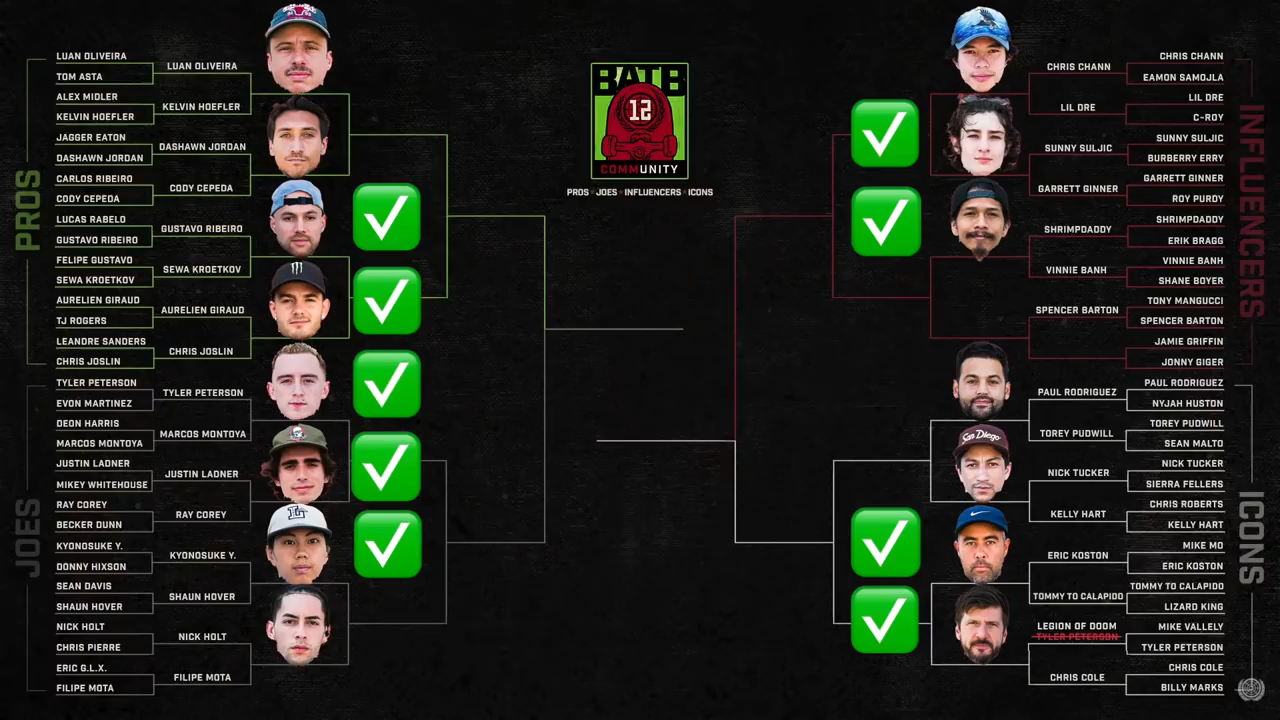 LUAN OLIVEIRA
TOM ASTA
ALEX MIDLER
KELVIN HOEFLER
JAGGER EATON
DASHAWN JORDAN
CARLOS RIBEIRO
CODY CEPEDA
LUCAS RABELO
GUSTAVO RIBEIRO
FELIPE GUSTAVO
SEWA KROETKOV
AURELIEN GIRAUD
TJ ROGERS
LEANDRE SANDERS
CHRIS JOSLIN
PROS
LUAN OLIVEIRA
KELVIN HOEFLER
DASHAWN JORDAN
CODY CEPEDA
GUSTAVO RIBEIRO
SEWA KROETKOV
AURELIEN GIRAUD
CHRIS JOSLIN
TYLER PETERSON
EVON MARTINEZ
DEON HARRIS
MARCOS MONTOYA
JUSTIN LADNER
MIKEY WHITEHOUSE
RAY COREY
BECKER DUNN
KYONOSUKE Y.
DONNY HIXSON
SEAN DAVIS
SHAUN HOVER
NICK HOLT
CHRIS PIERRE
ERIC G.L.X.
FILIPE MOTA
JOES
TYLER PETERSON
MARCOS MONTOYA
JUSTIN LADNER
RAY COREY
KYONOSUKE Y.
SHAUN HOVER
NICK HOLT
FILIPE MOTA
L
BATB
12
COMMUNITY
PROS JOES INFLUENCERS ICONS
CHRIS CHANN
LIL DRE
SUNNY SULJIC
GARRETT GINNER
SHRIMPDADDY
VINNIE BANH
SPENCER BARTON
CHRIS CHANN
EAMON SAMOJLA
LIL DRE
C-ROY
SUNNY SULJIC
BURBERRY ERRY
GARRETT GINNER
ROY PURDY
SHRIMPDADDY
ERIK BRAGG
VINNIE BANH
SHANE BOYER
TONY MANGUCCI
SPENCER BARTON
JAMIE GRIFFIN
JONNY GIGER
INFLUENCERS
San Diego
PAUL RODRIGUEZ
TOREY PUDWILL
NICK TUCKER
KELLY HART
ERIC KOSTON
TOMMY TO CALAPIDO
LEGION OF DOOM
TYLER PETERSON
CHRIS COLE
PAUL RODRIGUEZ
NYJAH HUSTON
TOREY PUDWILL
SEAN MALTO
NICK TUCKER
SIERRA FELLERS
CHRIS ROBERTS
KELLY HART
MIKE MO
ERIC KOSTON
TOMMY TO CALAPIDO
LIZARD KING
MIKE VALLELY
TYLER PETERSON
CHRIS COLE
BILLY MARKS
ICONS